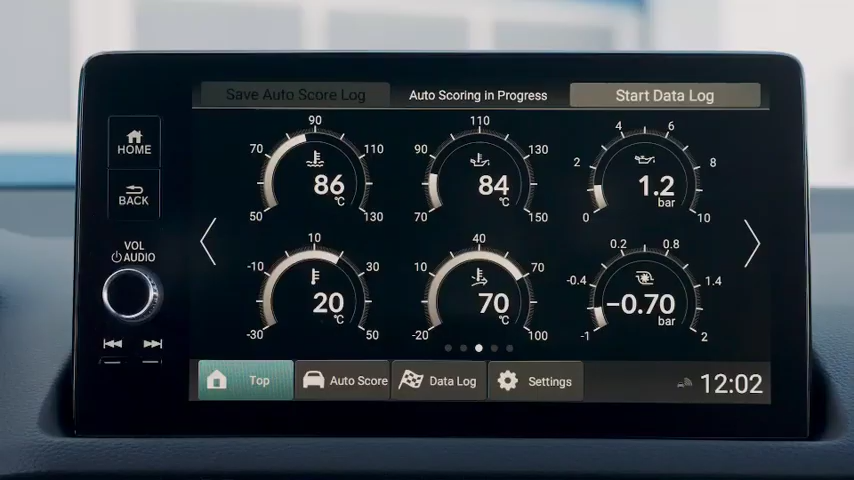 Save Auto Score Log
Auto Scoring in Progress
Start Data Log
HOME
BACK
VOL
AUDIO
90
70
110
86
°C
50
130
110
90
130
84
°C
70
150
4
6
2
8
1.2
bar
0
10
10
-10
30
20
°C
-30
50
40
10
70
70
°C
-20
100
0.2
0.8
-0.4
1.4
−0.70
bar
-1
2
Top
Auto Score
Data Log
Settings
12:02